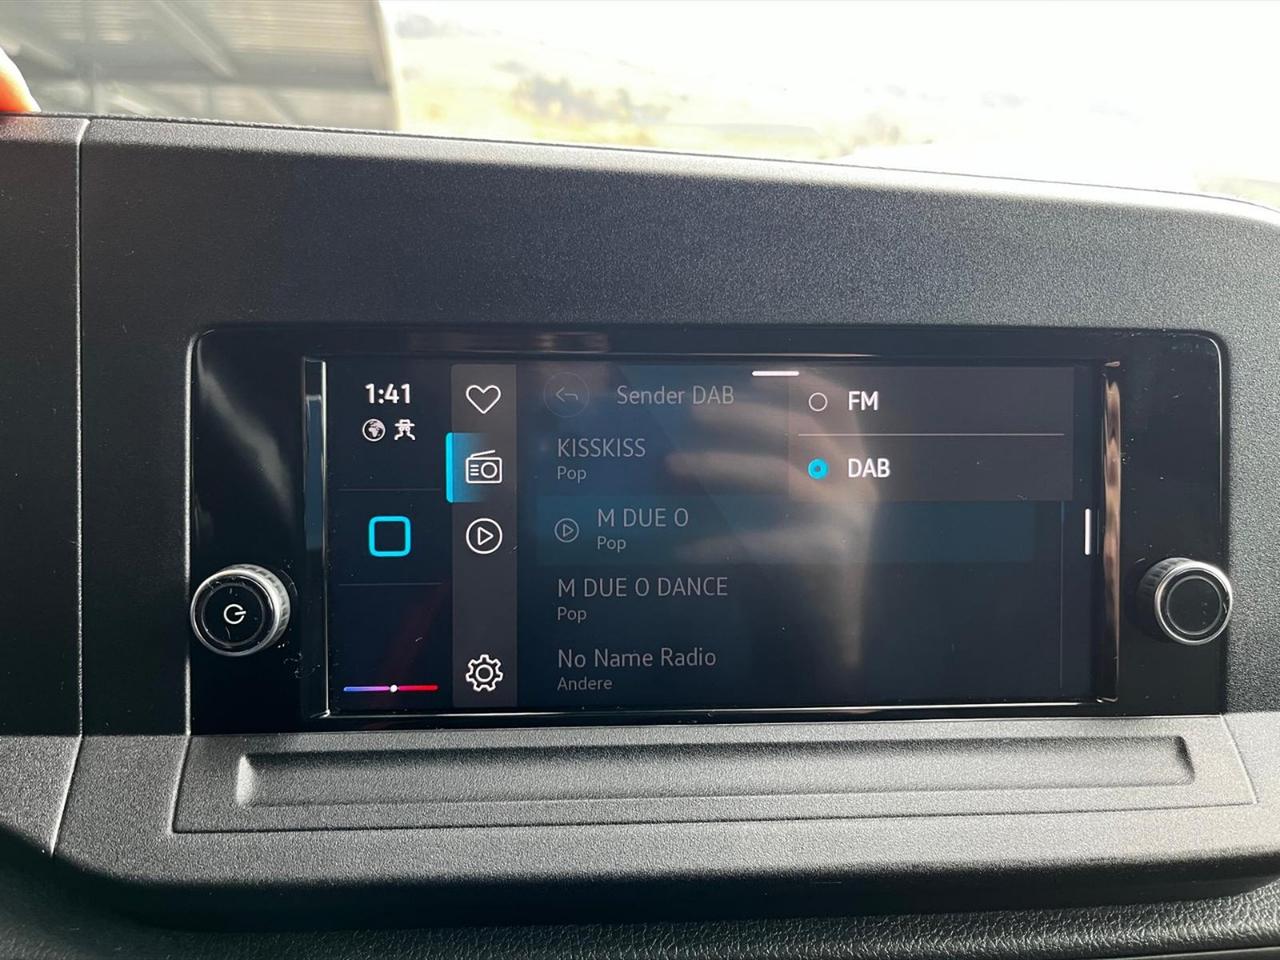 1:41
Sender DAB
FM
KISSKISS
Pop
DAB
M DUE O
Pop
M DUE O DANCE
Pop
No Name Radio
Andere